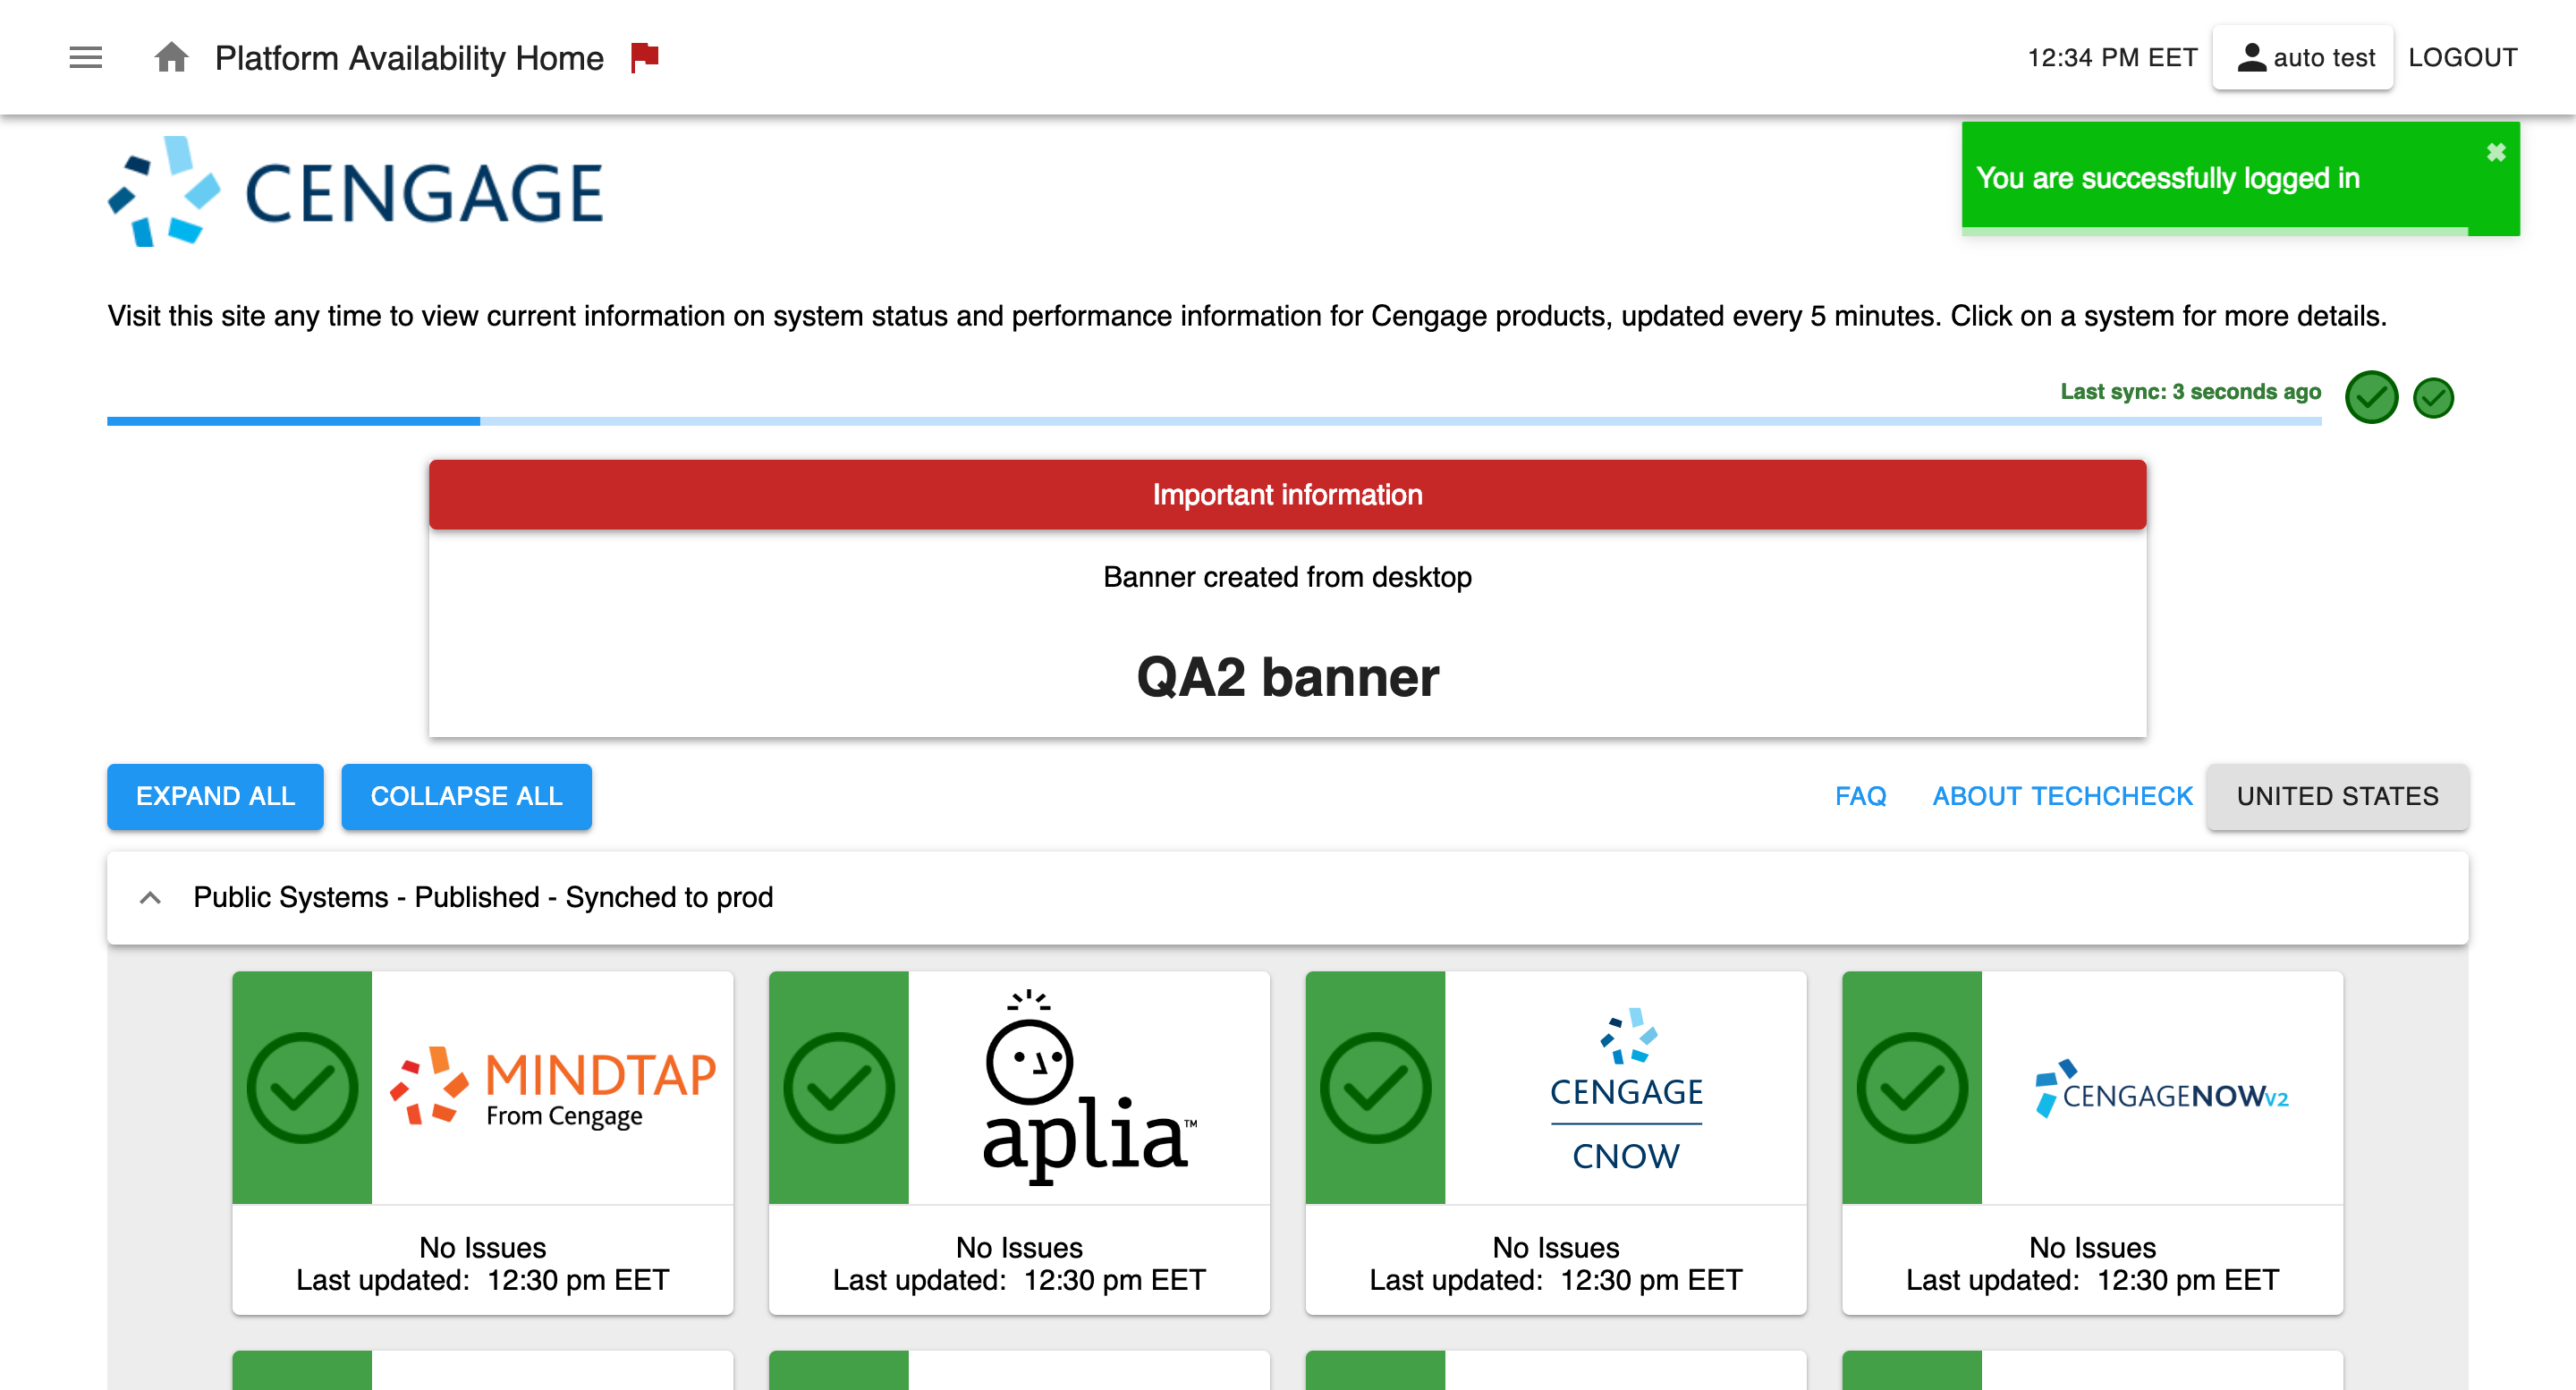 Platform Availability Home
12:34 PM EET
auto test
LOGOUT
CENGAGE
You are successfully logged in
Visit this site any time to view current information on system status and performance information for Cengage products, updated every 5 minutes. Click on a system for more details.
Last sync: 3 seconds ago
Important information
Banner created from desktop
QA2 banner
EXPAND ALL
COLLAPSE ALL
FAQ
ABOUT TECHCHECK
UNITED STATES
Public Systems - Published - Synched to prod
MINDTAP
From Cengage
No Issues
Last updated: 12:30 pm EET
aplia™
No Issues
Last updated: 12:30 pm EET
CENGAGE
CNOW
No Issues
Last updated: 12:30 pm EET
CENGAGENOWV2
No Issues
Last updated: 12:30 pm EET